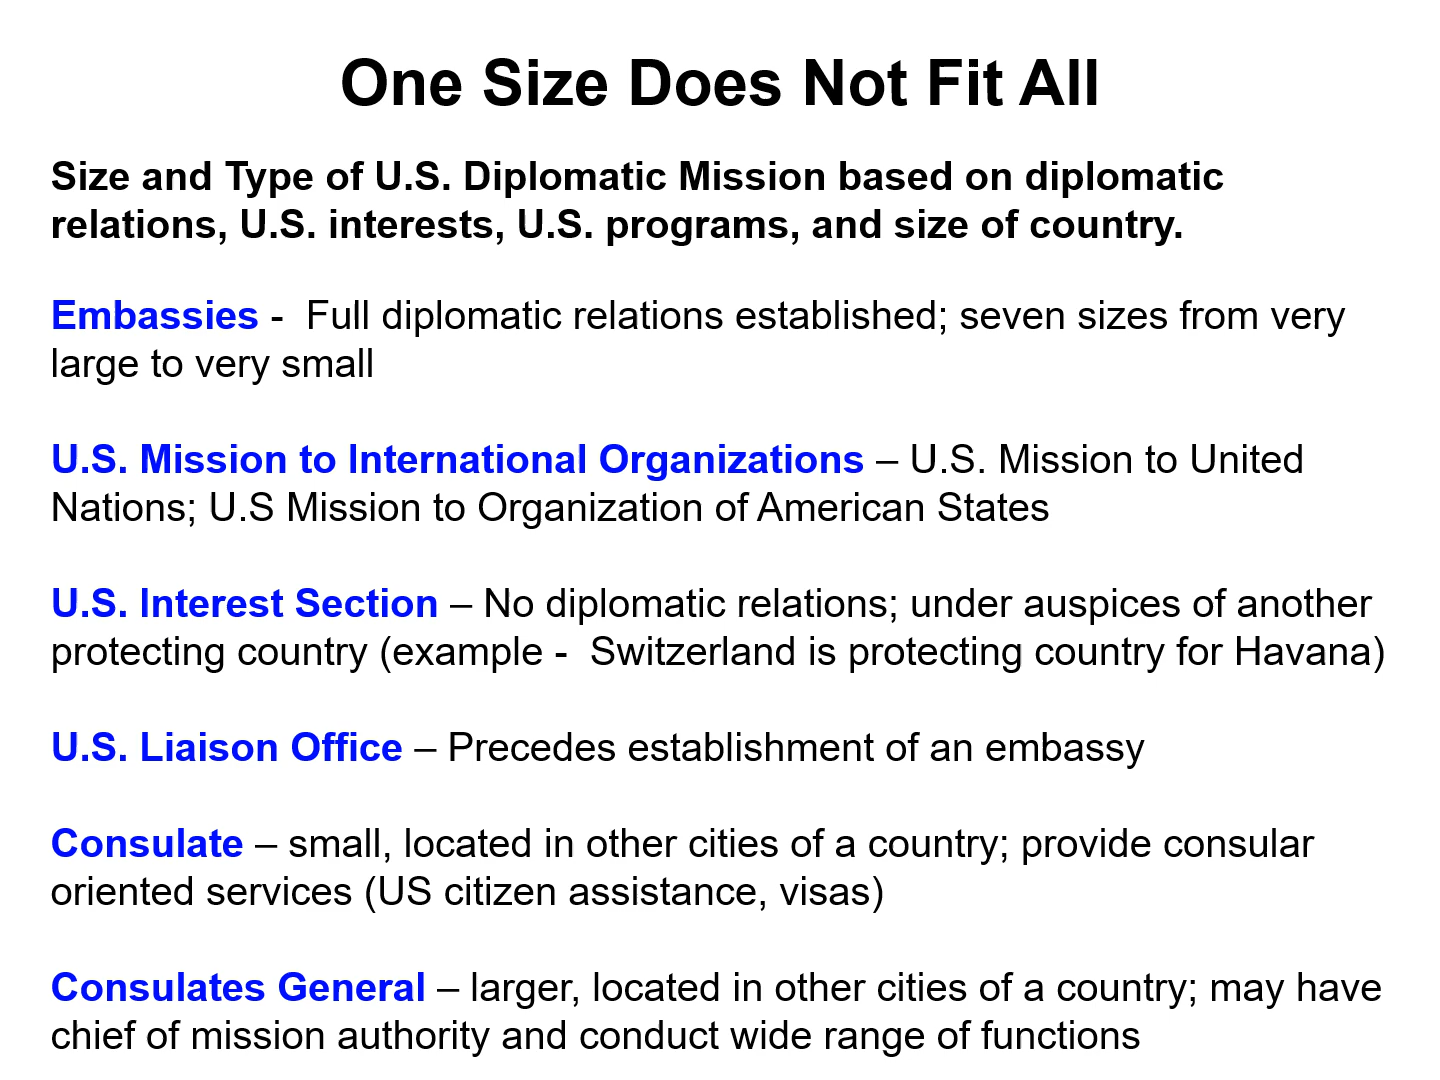 One Size Does Not Fit All
Size and Type of U.S. Diplomatic Mission based on diplomatic
relations, U.S. interests, U.S. programs, and size of country.
Embassies -  Full diplomatic relations established; seven sizes from very
large to very small
U.S. Mission to International Organizations – U.S. Mission to United
Nations; U.S Mission to Organization of American States
U.S. Interest Section – No diplomatic relations; under auspices of another
protecting country (example -  Switzerland is protecting country for Havana)
U.S. Liaison Office – Precedes establishment of an embassy
Consulate – small, located in other cities of a country; provide consular
oriented services (US citizen assistance, visas)
Consulates General – larger, located in other cities of a country; may have
chief of mission authority and conduct wide range of functions